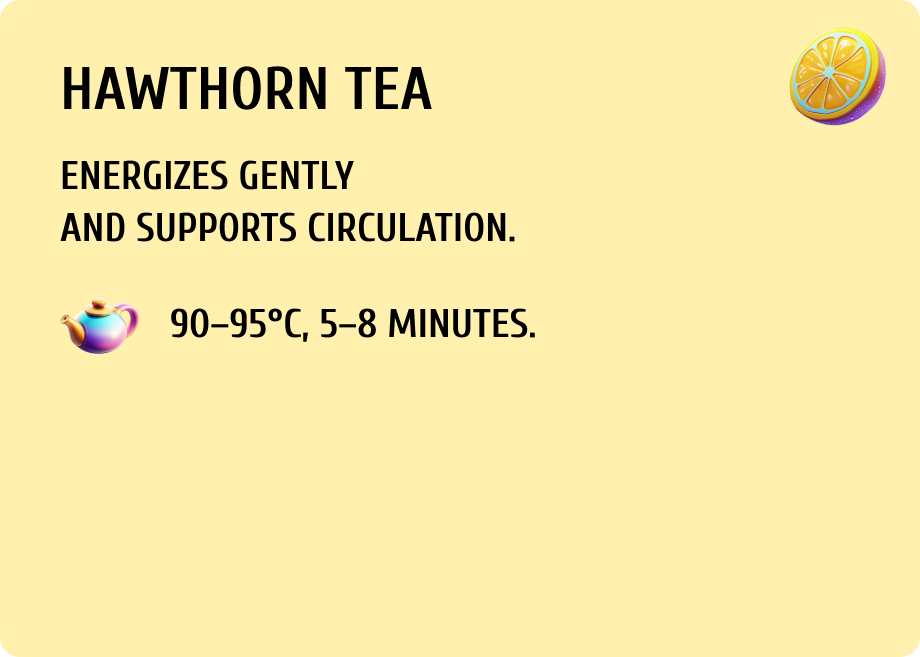 HAWTHORN TEA
ENERGIZES GENTLY
AND SUPPORTS CIRCULATION.
90–95°C, 5–8 MINUTES.